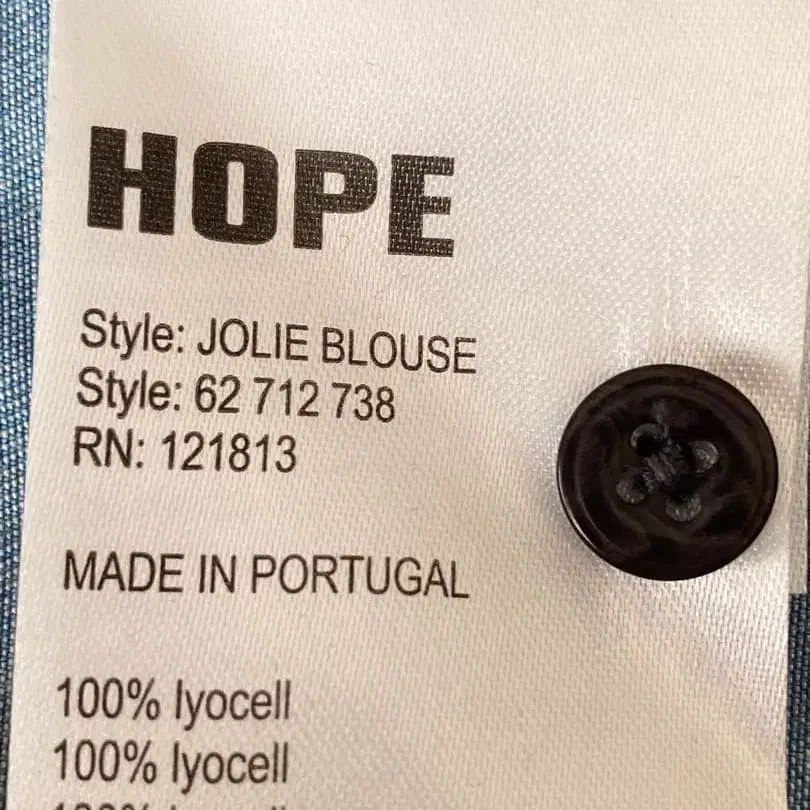 HOPE
Style: JOLIE BLOUSE
Style: 62 712 738
RN: 121813
MADE IN PORTUGAL
100% lyocell
100% lyocell